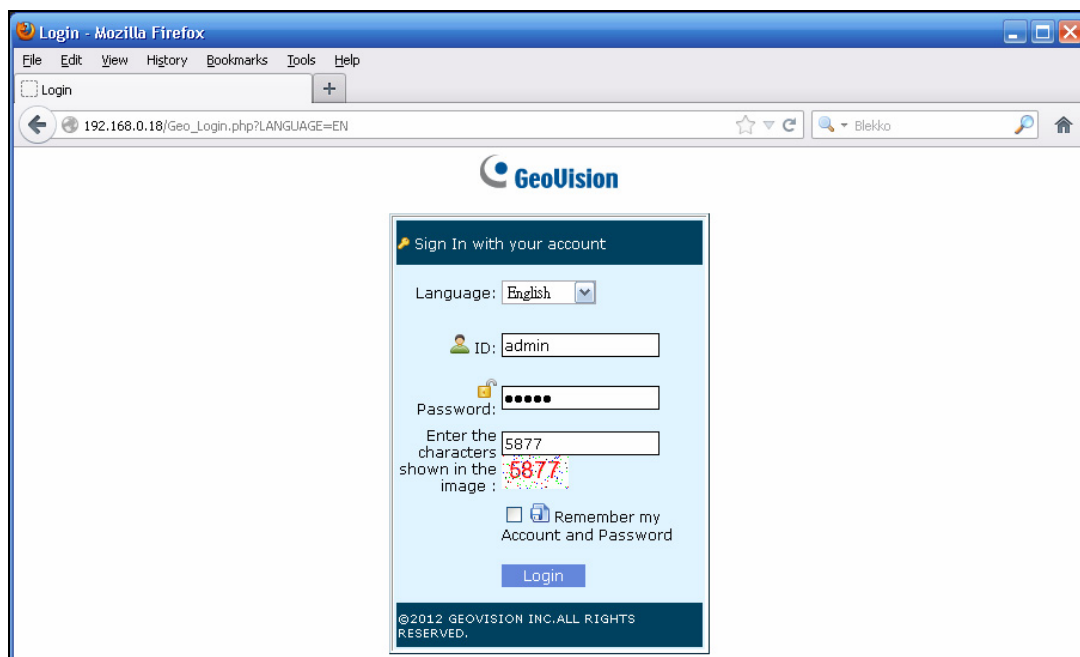 Login - Mozilla Firefox
File Edit View History Bookmarks Tools Help
Login +
192.168.0.18/Geo_Login.php?LANGUAGE=EN Blekko
GeoVision
Sign In with your account
Language: English
ID: admin
Password: •••••
Enter the
characters
shown in the
image :
5877
5877
Remember my
Account and Password
Login
©2012 GEOVISION INC.ALL RIGHTS
RESERVED.